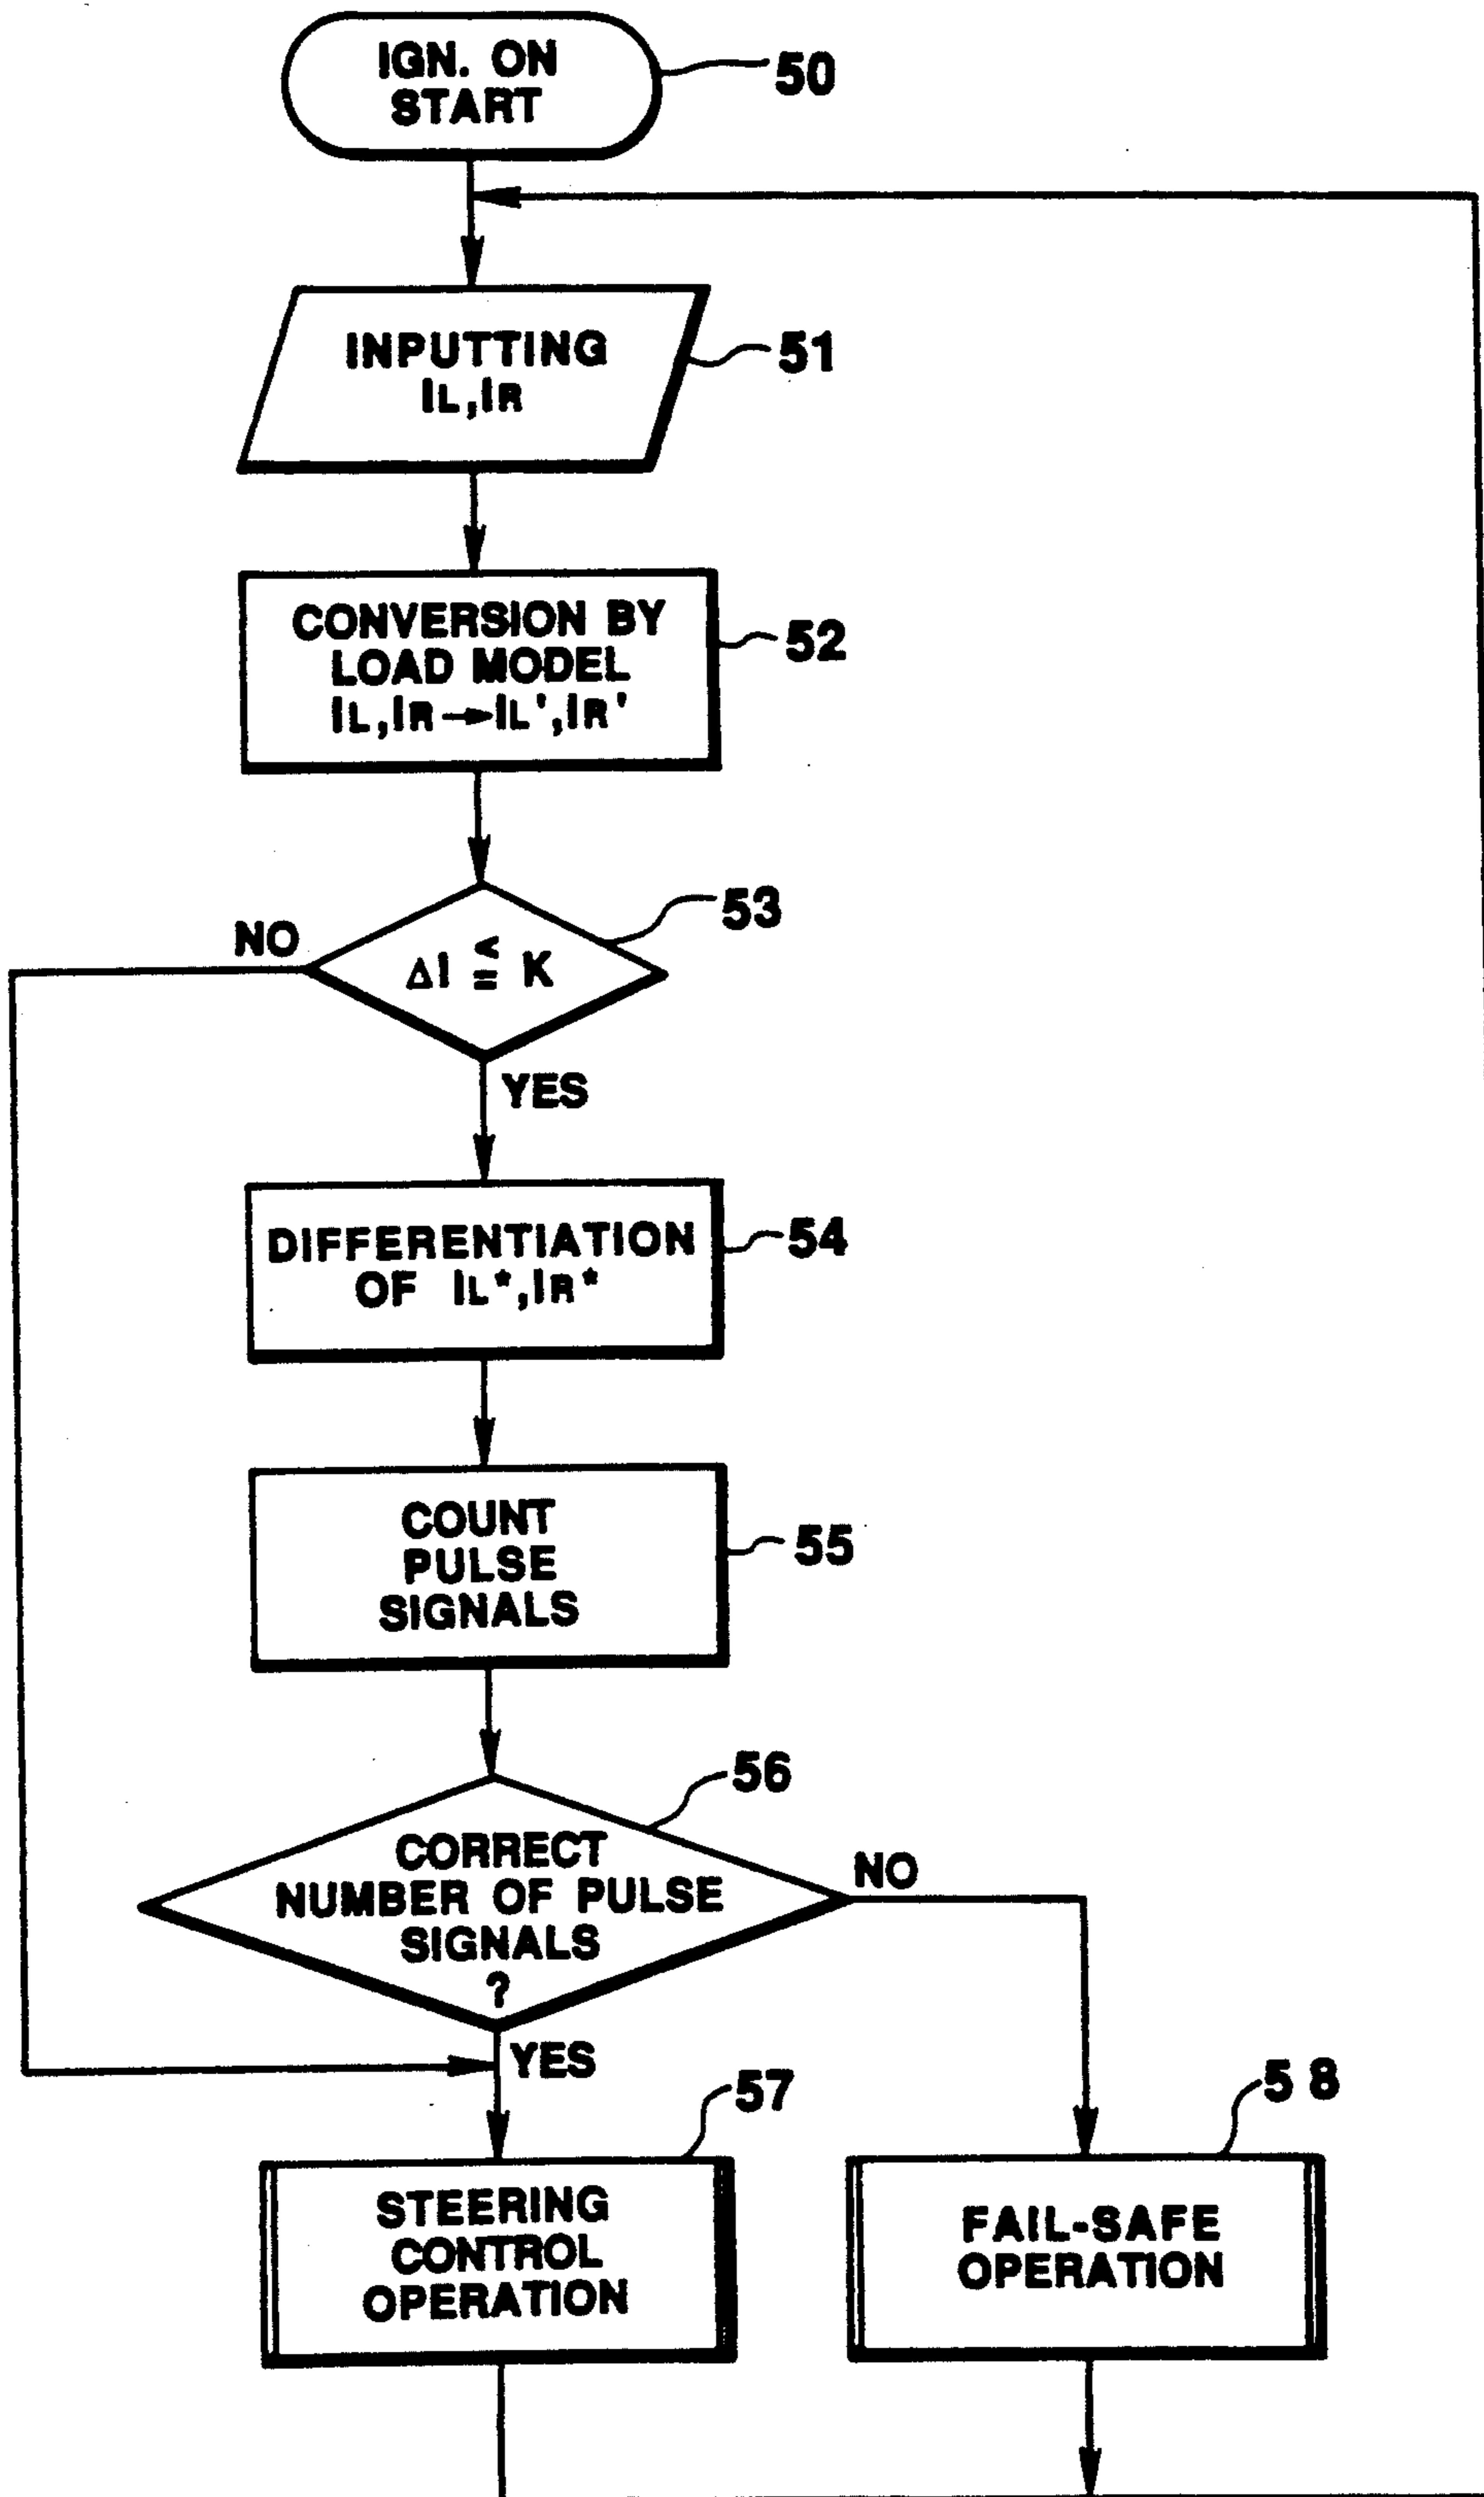 IGN. ON
START
50
INPUTTING
IL,IR
51
CONVERSION BY
LOAD MODEL
IL,IR→IL',IR'
52
53
NO
ΔI ≦ K
YES
DIFFERENTIATION
OF IL*,IR*
54
COUNT
PULSE
SIGNALS
55
56
CORRECT
NUMBER OF PULSE
SIGNALS
?
NO
YES
57
58
STEERING
CONTROL
OPERATION
FAIL-SAFE
OPERATION